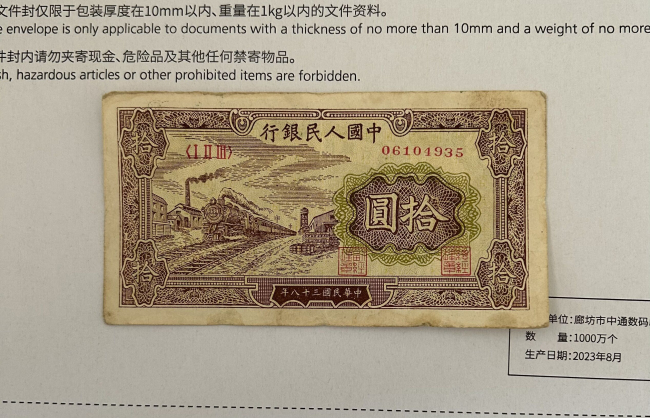 文件封仅限于包装厚度在10mm以内、重量在1kg以内的文件资料。
e envelope is only applicable to documents with a thickness of no more than 10mm and a weight of no more
件封内请勿夹寄现金、危险品及其他任何禁寄物品。
sh, hazardous articles or other prohibited items are forbidden.
行銀民人國中
拾 拾
〈I II III〉 06104935
圓拾
拾 拾
年八十三國民華中
单位:廊坊市中通数码
数 量:1000万个
生产日期:2023年8月